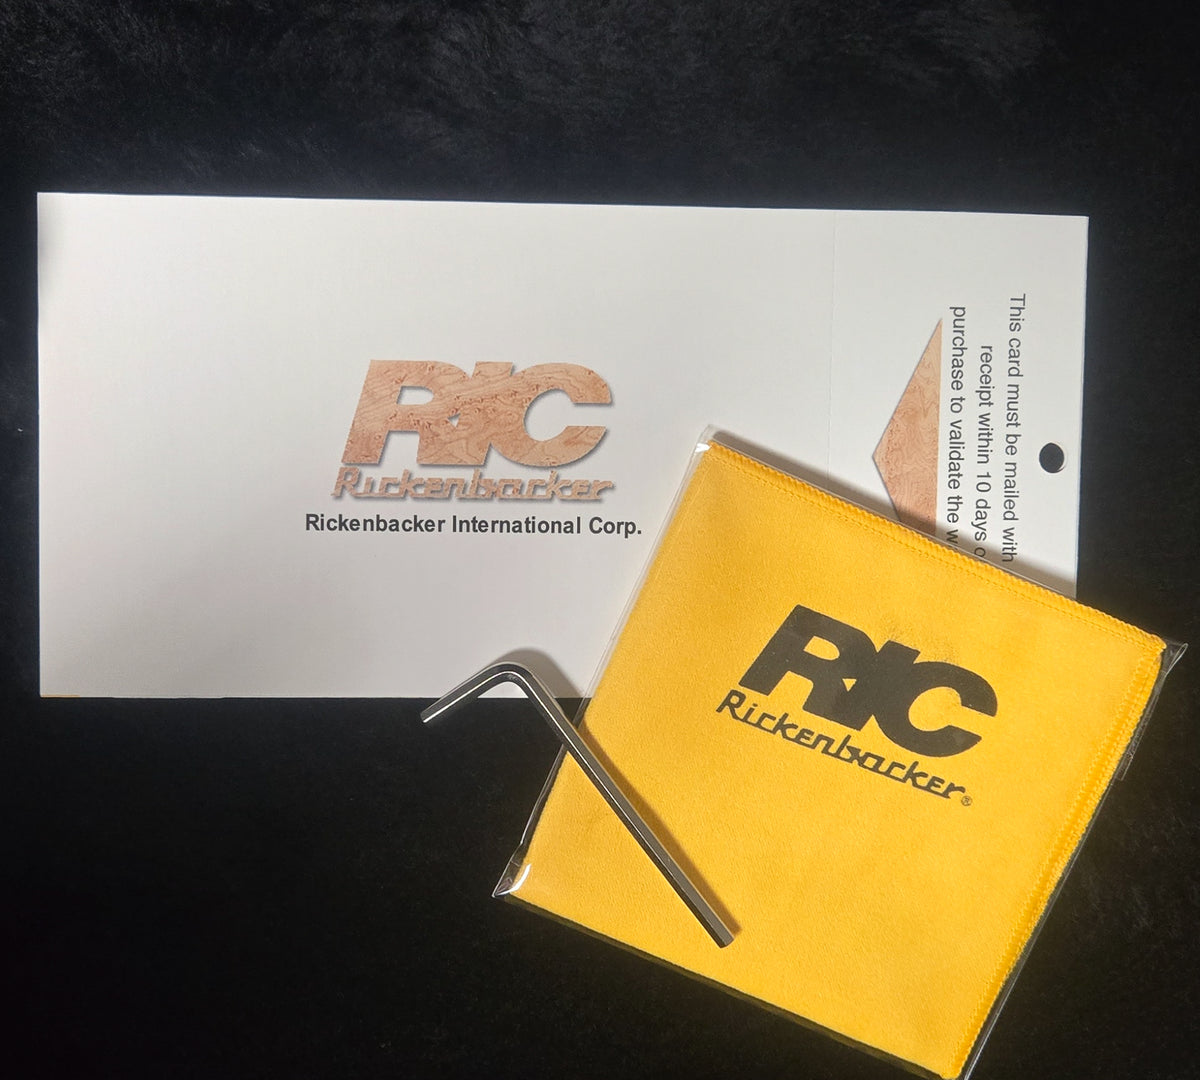 RIC
Rickenbacker
Rickenbacker International Corp.
This card must be mailed with
receipt within 10 days
purchase to validate the
RIC
Rickenbacker®